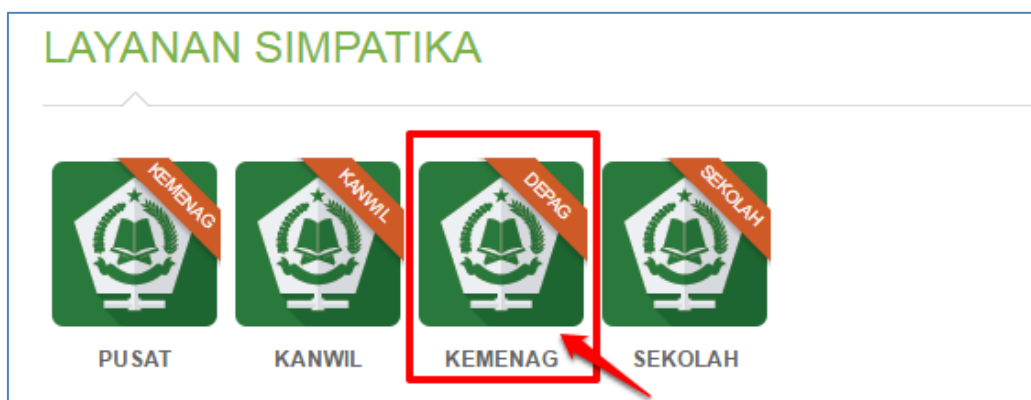 LAYANAN SIMPATIKA
KEMENAG
KANWIL
DEPAG
SEKOLAH
PUSAT
KANWIL
KEMENAG
SEKOLAH